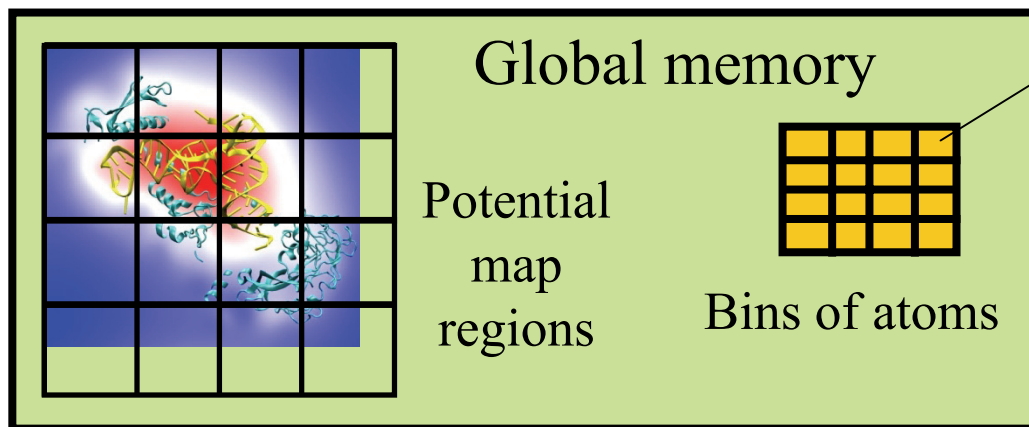 Global memory
Potential
map
regions
Bins of atoms